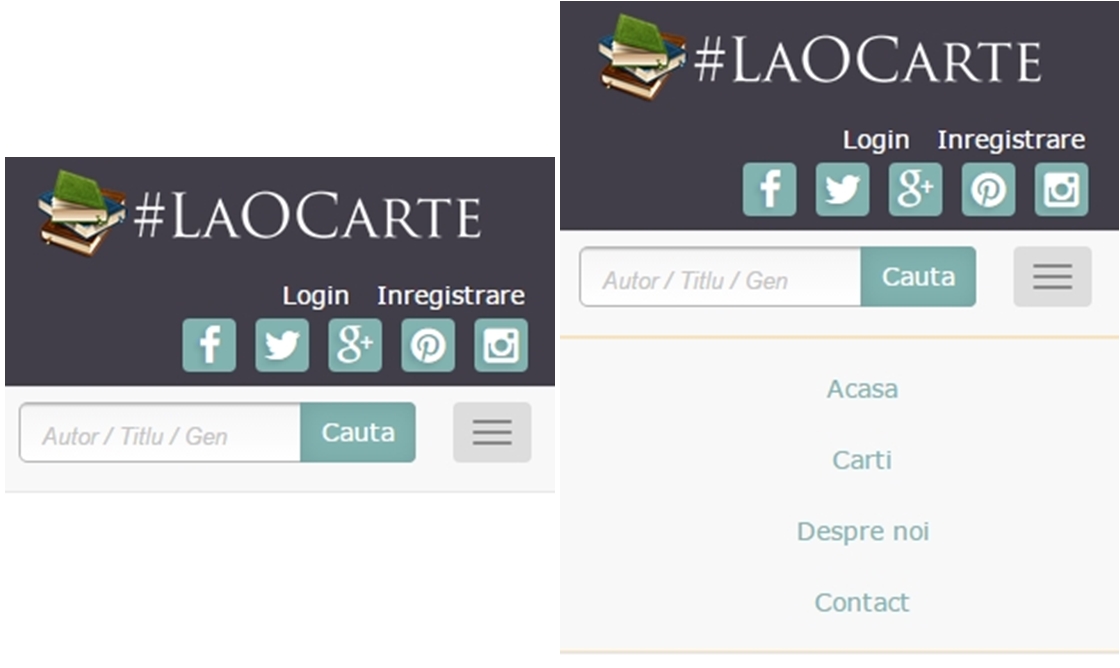 #LAOCARTE
Login Inregistrare
f g+
Autor / Titlu / Gen Cauta
#LAOCARTE
Login Inregistrare
f g+
Autor / Titlu / Gen Cauta
Acasa
Carti
Despre noi
Contact